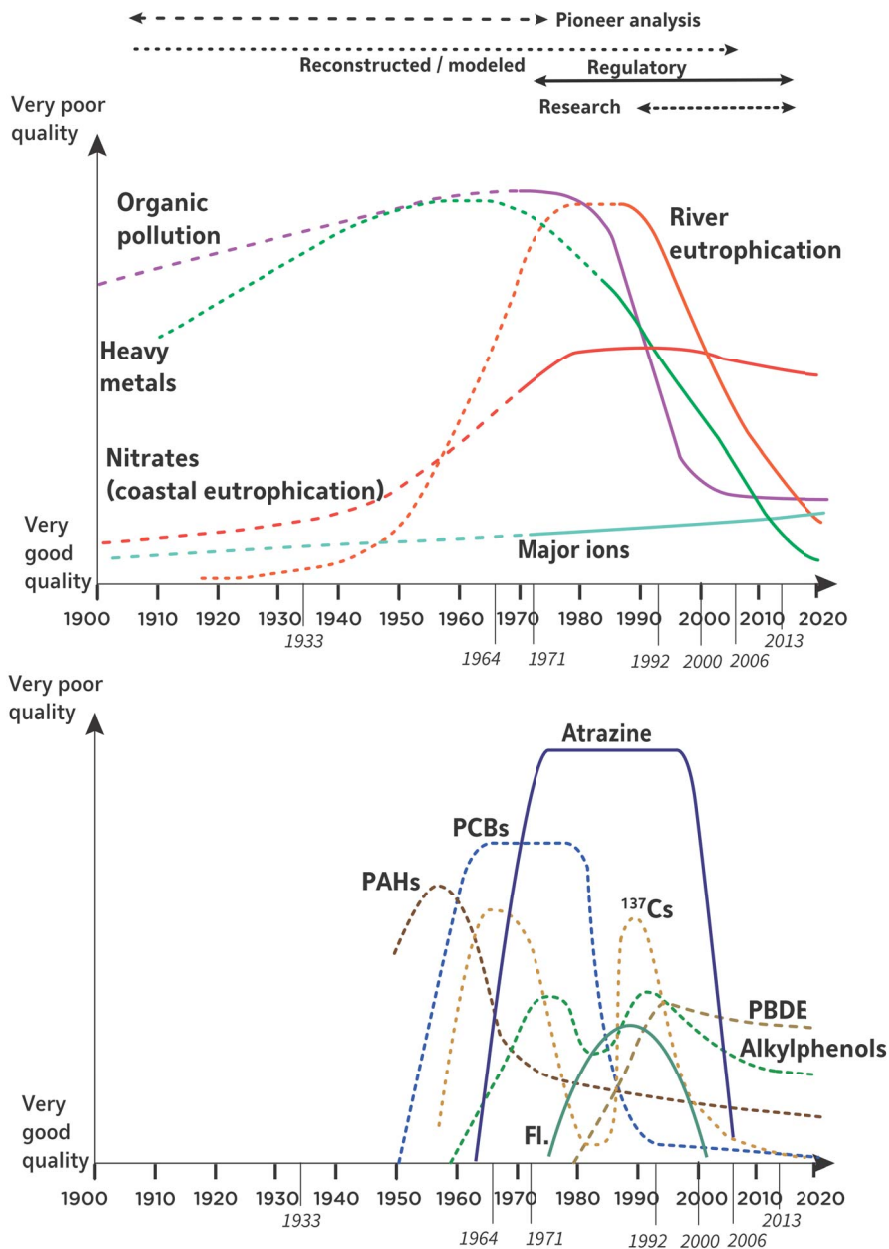 Pioneer analysis
Reconstructed / modeled
Regulatory
Research
Very poor
quality
Organic
pollution
River
eutrophication
Heavy
metals
Nitrates
(coastal eutrophication)
Very
good
quality
Major ions
1900 1910 1920 1930 1940 1950 1960 1970 1980 1990 2000 2010 2020
1933 1964 1971 1992 2000 2006 2013
Very poor
quality
Atrazine
PCBs
PAHs
¹³⁷Cs
PBDE
Alkylphenols
Fl.
Very
good
quality
1900 1910 1920 1930 1940 1950 1960 1970 1980 1990 2000 2010 2020
1933 1964 1971 1992 2000 2006 2013